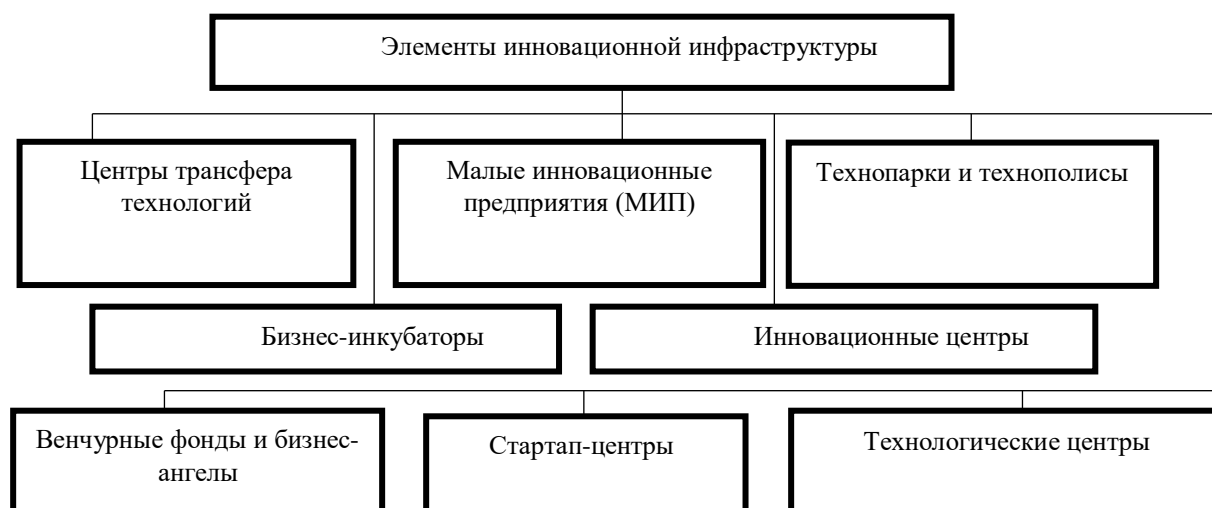 Элементы инновационной инфраструктуры
Центры трансфера
технологий
Малые инновационные
предприятия (МИП)
Технопарки и технополисы
Бизнес-инкубаторы
Инновационные центры
Венчурные фонды и бизнес-
ангелы
Стартап-центры
Технологические центры